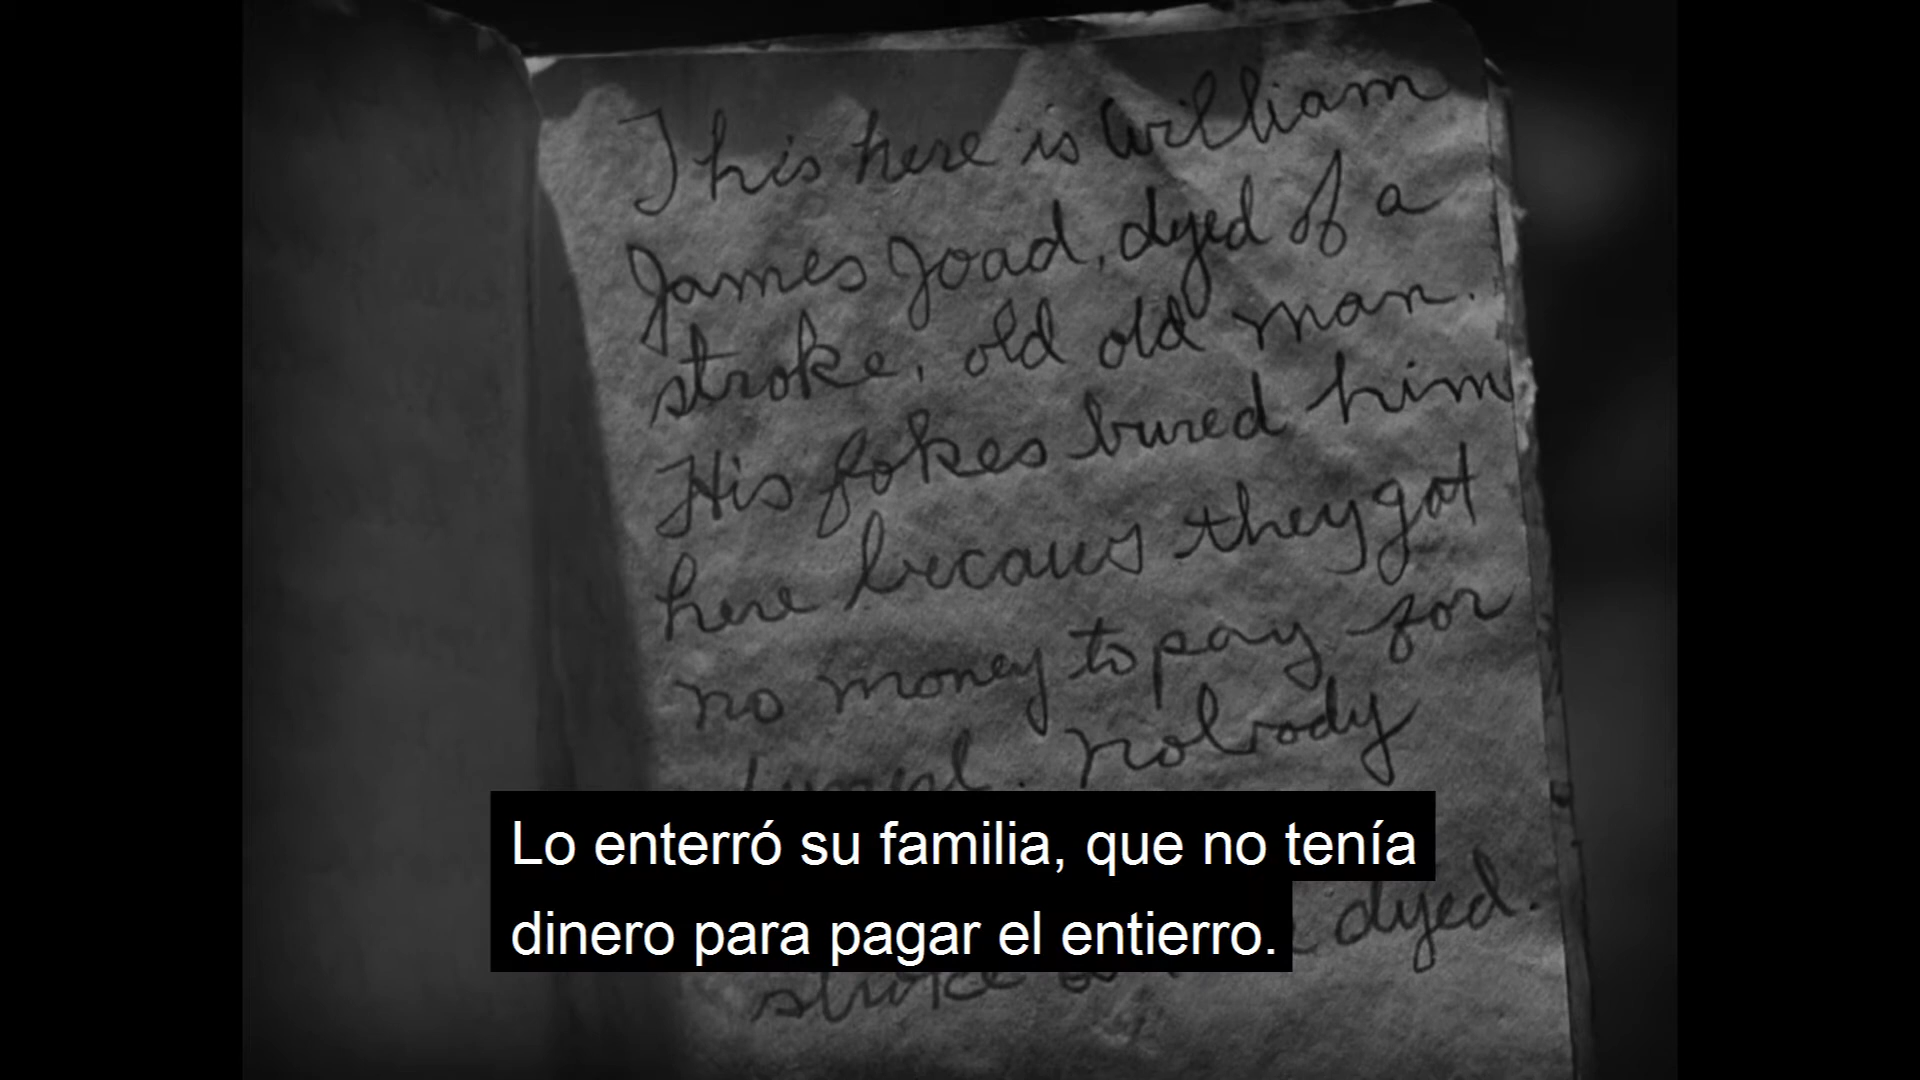 This here is William
James Joad, dyed of a
stroke, old old man.
His fokes bured him
here becaus they got
no money to pay for
funerl. Nobody
Lo enterró su familia, que no tenía
dinero para pagar el entierro.
dyed.
stroke